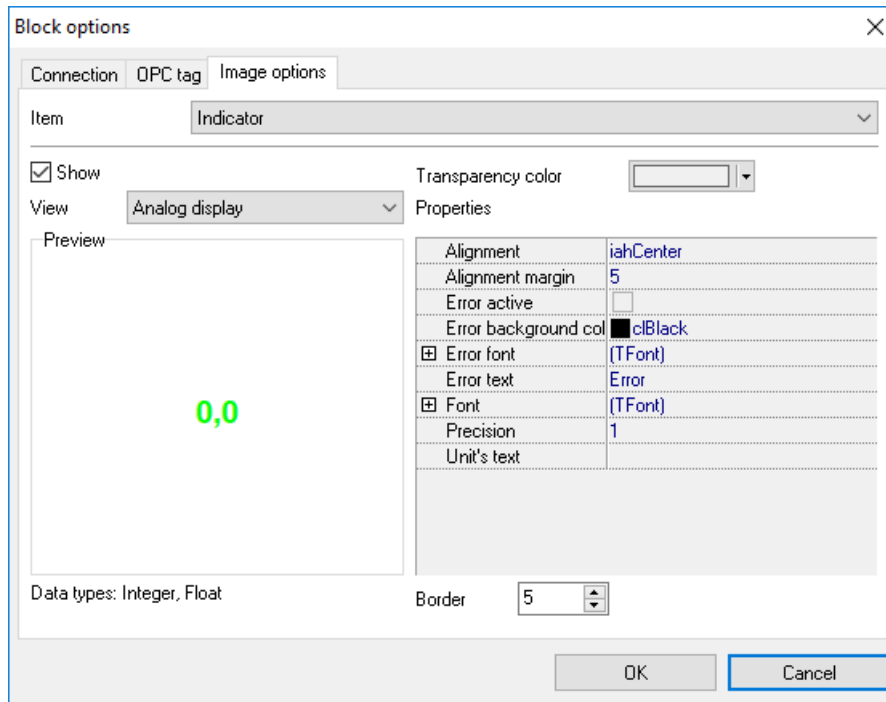 Block options
Connection OPC tag Image options
Item Indicator
Show
Transparency color
View Analog display
Properties
Preview
Alignment iahCenter
Alignment margin 5
Error active
Error background col clBlack
Error font (TFont)
Error text Error
Font (TFont)
Precision 1
Unit's text
0,0
Data types: Integer, Float
Border 5
OK Cancel